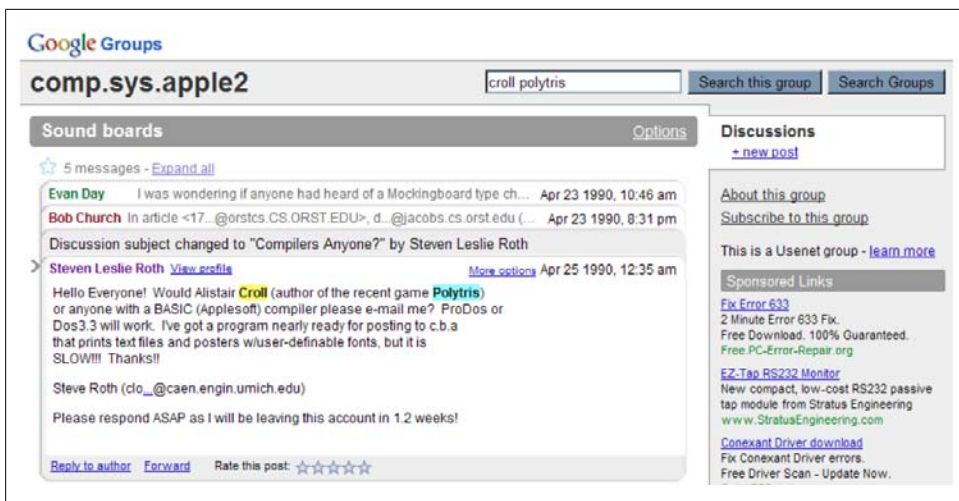 Google Groups
comp.sys.apple2
croll polytris
Search this group
Search Groups
Sound boards
Options
5 messages - Expand all
Evan Day I was wondering if anyone had heard of a Mockingboard type ch... Apr 23 1990, 10:46 am
Bob Church In article <17...@orstcs.CS.ORST.EDU>, d...@jacobs.cs.orst.edu (... Apr 23 1990, 8:31 pm
Discussion subject changed to "Compilers Anyone?" by Steven Leslie Roth
Steven Leslie Roth View profile More options Apr 25 1990, 12:35 am
Hello Everyone! Would Alistair Croll (author of the recent game Polytris)
or anyone with a BASIC (Applesoft) compiler please e-mail me? ProDos or
Dos3.3 will work. I've got a program nearly ready for posting to c.b.a
that prints text files and posters w/user-definable fonts, but it is
SLOW!!! Thanks!!
Steve Roth (clo...@caen.engin.umich.edu)
Please respond ASAP as I will be leaving this account in 1.2 weeks!
Reply to author Forward Rate this post:
Discussions
+ new post
About this group
Subscribe to this group
This is a Usenet group - learn more
Sponsored Links
Fix Error 633
2 Minute Error 633 Fix.
Free Download. 100% Guaranteed.
Free.PC-Error-Repair.org
EZ-Tap RS232 Monitor
New compact, low-cost RS232 passive
tap module from Stratus Engineering
www.StratusEngineering.com
Conexant Driver download
Fix Conexant Driver errors.
Free Driver Scan - Update Now.